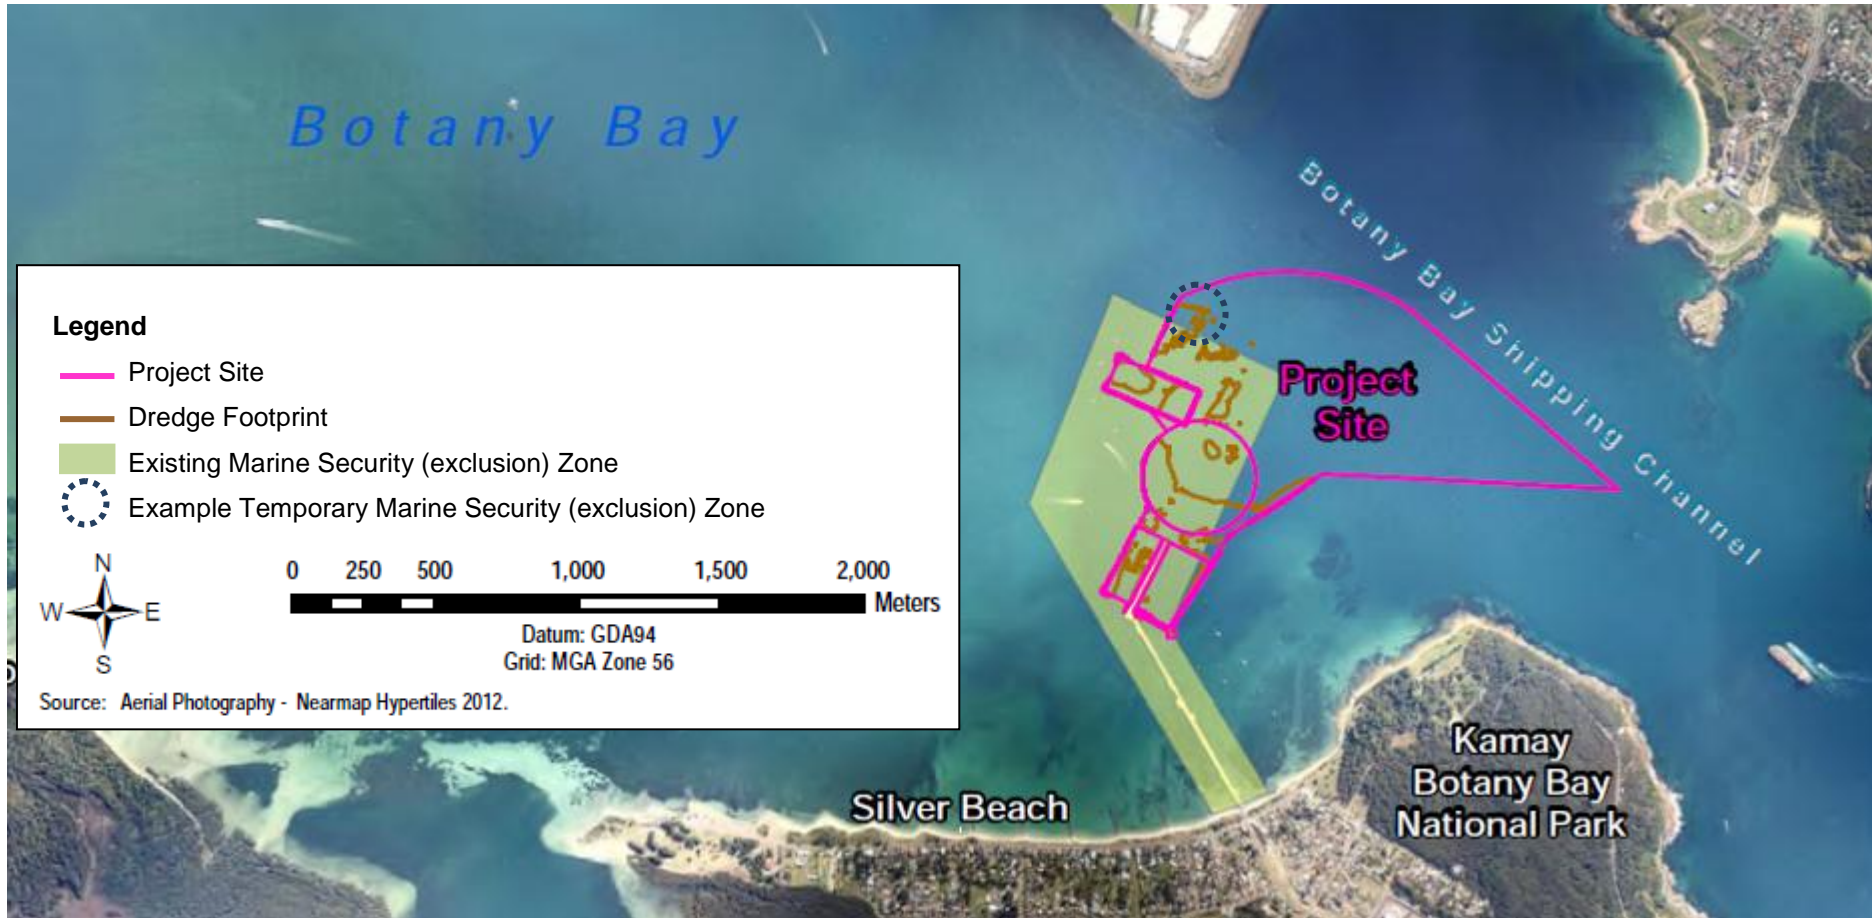 Botany Bay
Botany Bay Shipping Channel
Legend
Project Site
Dredge Footprint
Existing Marine Security (exclusion) Zone
Example Temporary Marine Security (exclusion) Zone
N
W E
S
0 250 500 1,000 1,500 2,000
Meters
Datum: GDA94
Grid: MGA Zone 56
Source: Aerial Photography - Nearmap Hypertiles 2012.
Project
Site
Silver Beach
Kamay
Botany Bay
National Park